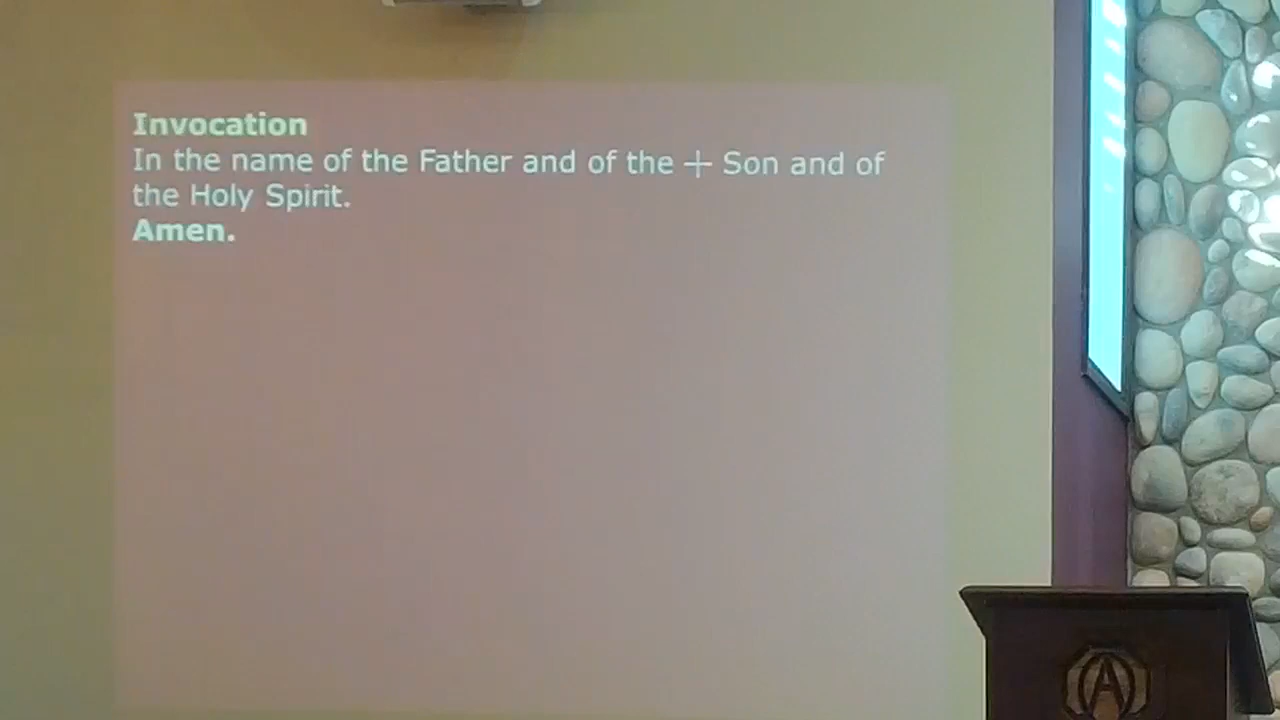 Invocation
In the name of the Father and of the + Son and of
the Holy Spirit.
Amen.